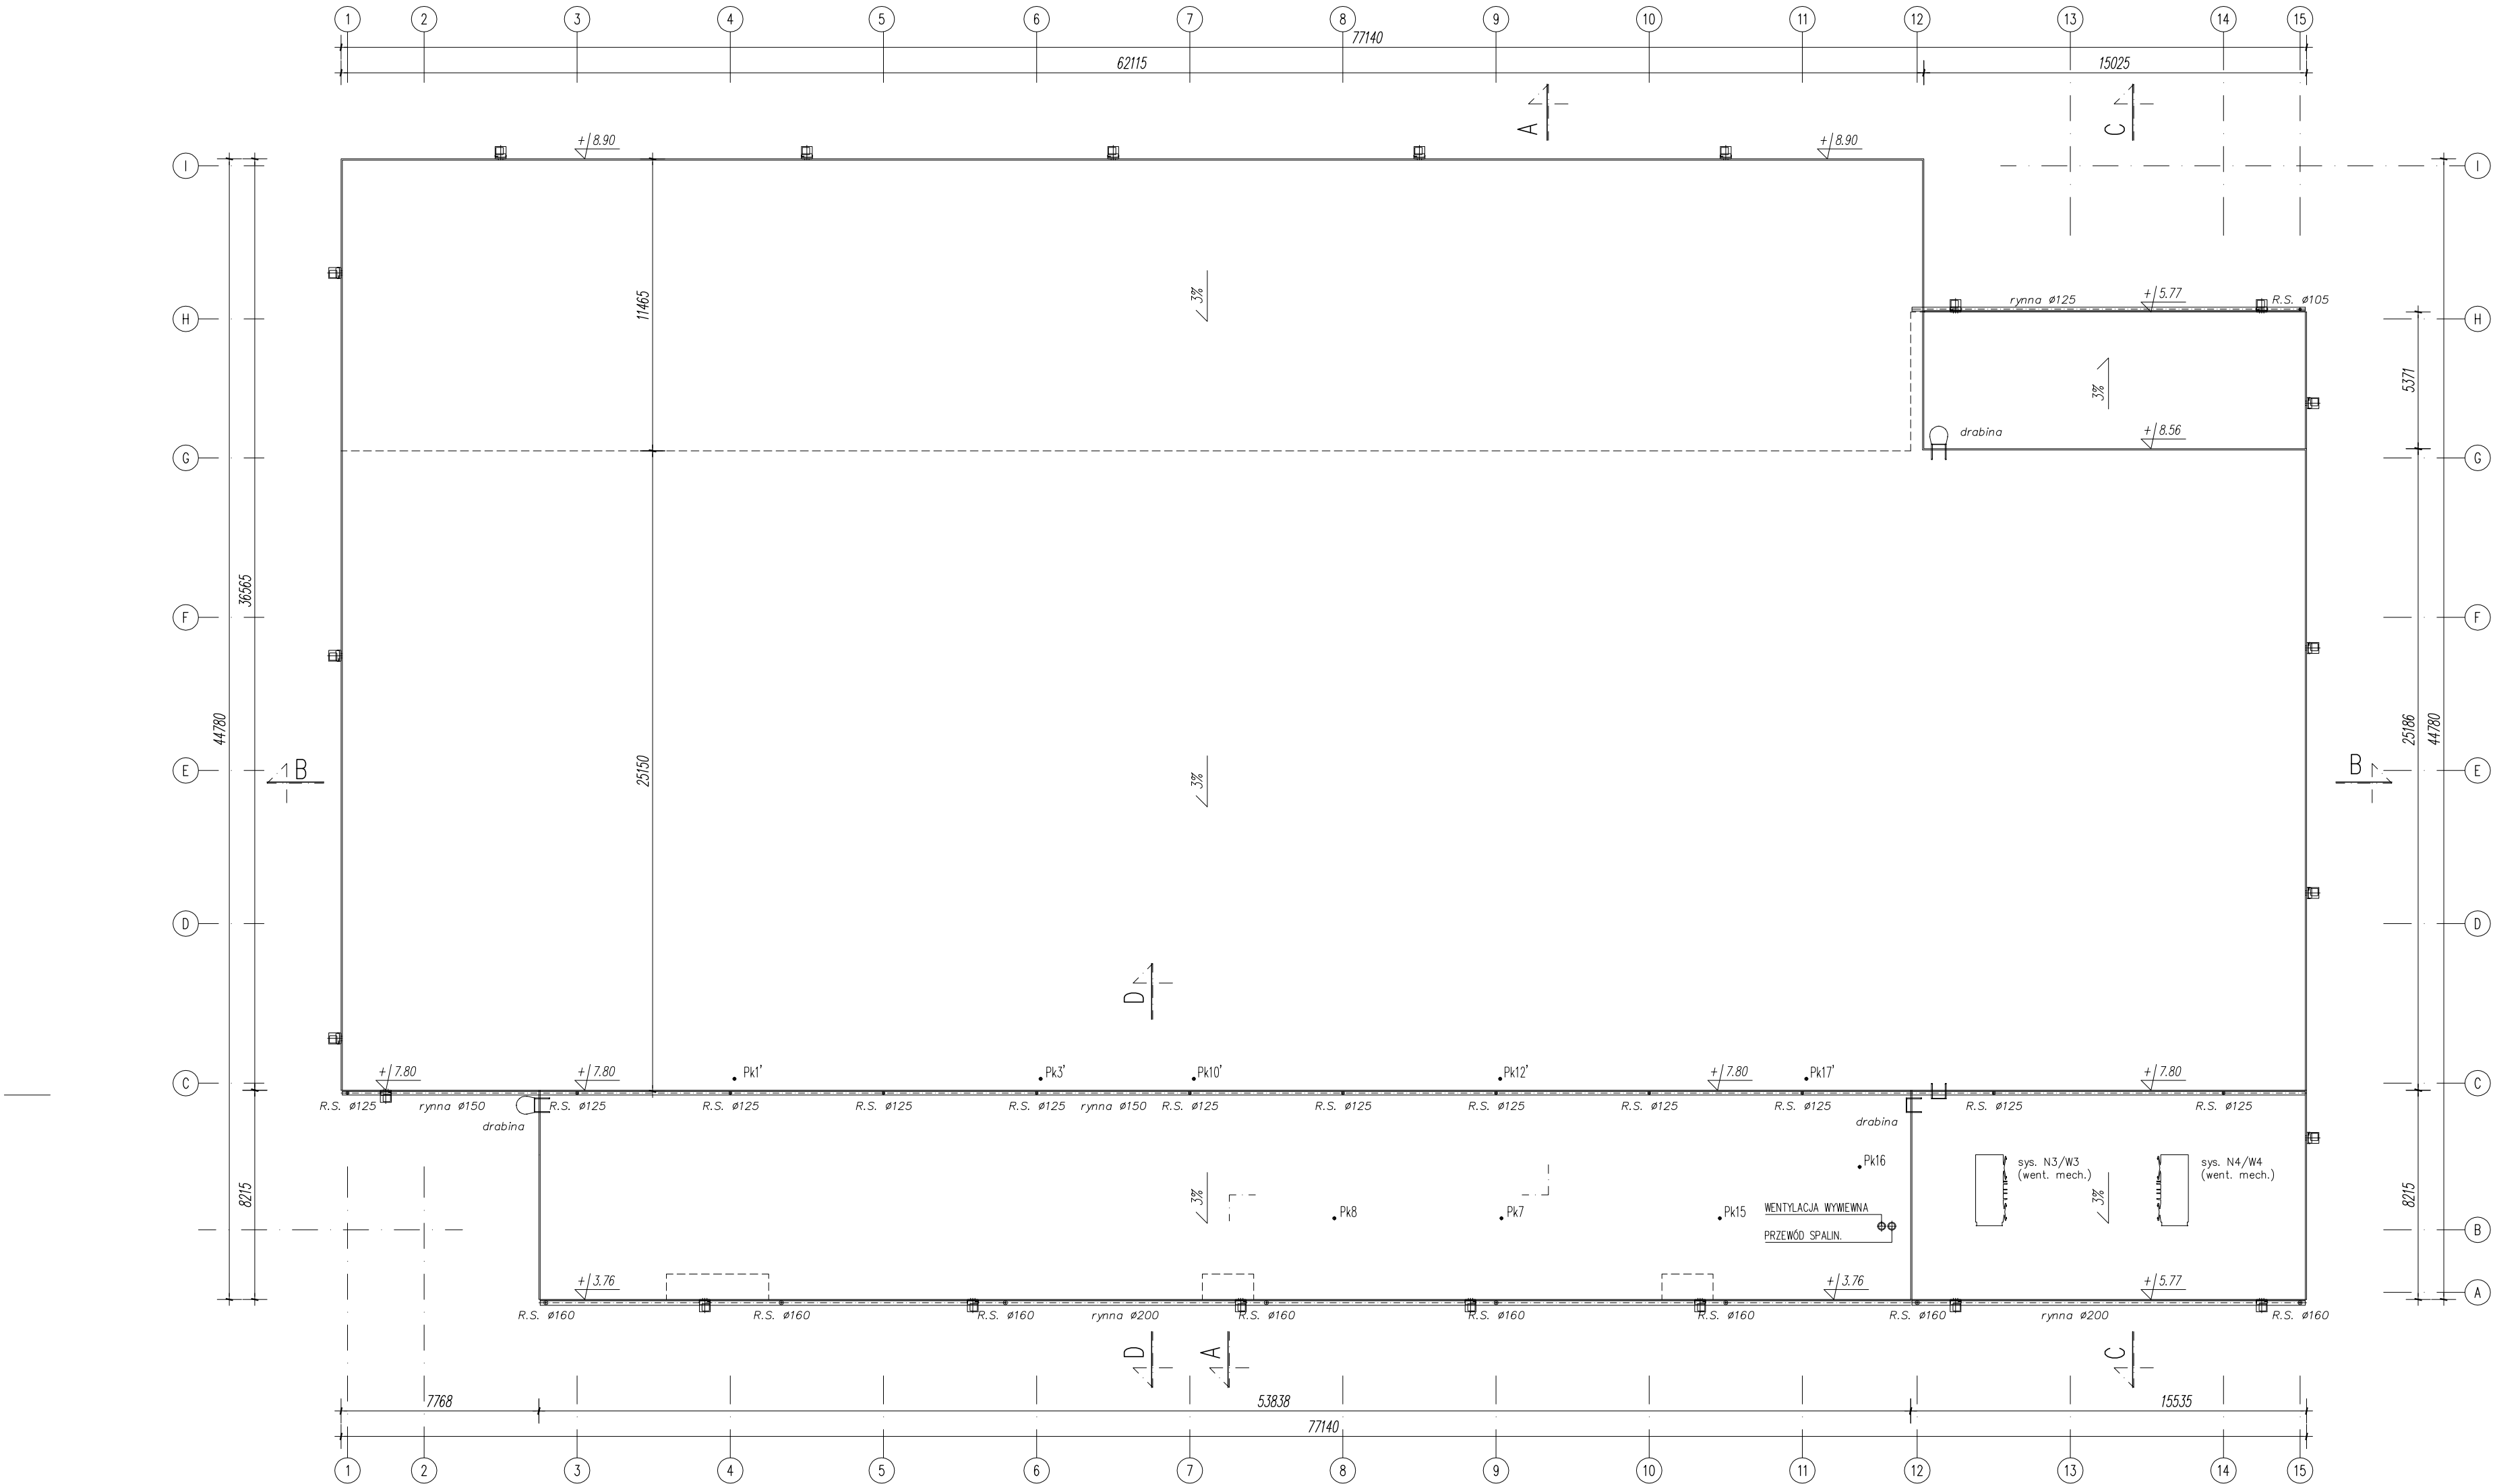 1 2 3 4 5 6 7 8 9 10 11 12 13 14 15
77140
62115 15025
A C
+/8.90 +/8.90
I I
11465
3%
rynna ø125 +/5.77 R.S. ø105
H H
5371
3%
drabina +/8.56
G G
36565
F F
44780
25150
3%
25186
44780
B B
E E
D D
D
Pk1' Pk3' Pk10' Pk12' Pk17'
+/7.80 +/7.80 +/7.80 +/7.80
C C
R.S. ø125 rynna ø150 R.S. ø125 R.S. ø125 R.S. ø125 R.S. ø125 rynna ø150 R.S. ø125 R.S. ø125 R.S. ø125 R.S. ø125 R.S. ø125 R.S. ø125 R.S. ø125
drabina drabina
Pk16
sys. N3/W3
(went. mech.)
sys. N4/W4
(went. mech.)
8215
3%
3%
8215
Pk8 Pk7 Pk15
WENTYLACJA WYWIEWNA
PRZEWÓD SPALIN.
B B
+/3.76 +/3.76 +/5.77
A A
R.S. ø160 R.S. ø160 R.S. ø160 rynna ø200 R.S. ø160 R.S. ø160 R.S. ø160 R.S. ø160 rynna ø200 R.S. ø160
D A C
7768 53838 15535
77140
1 2 3 4 5 6 7 8 9 10 11 12 13 14 15